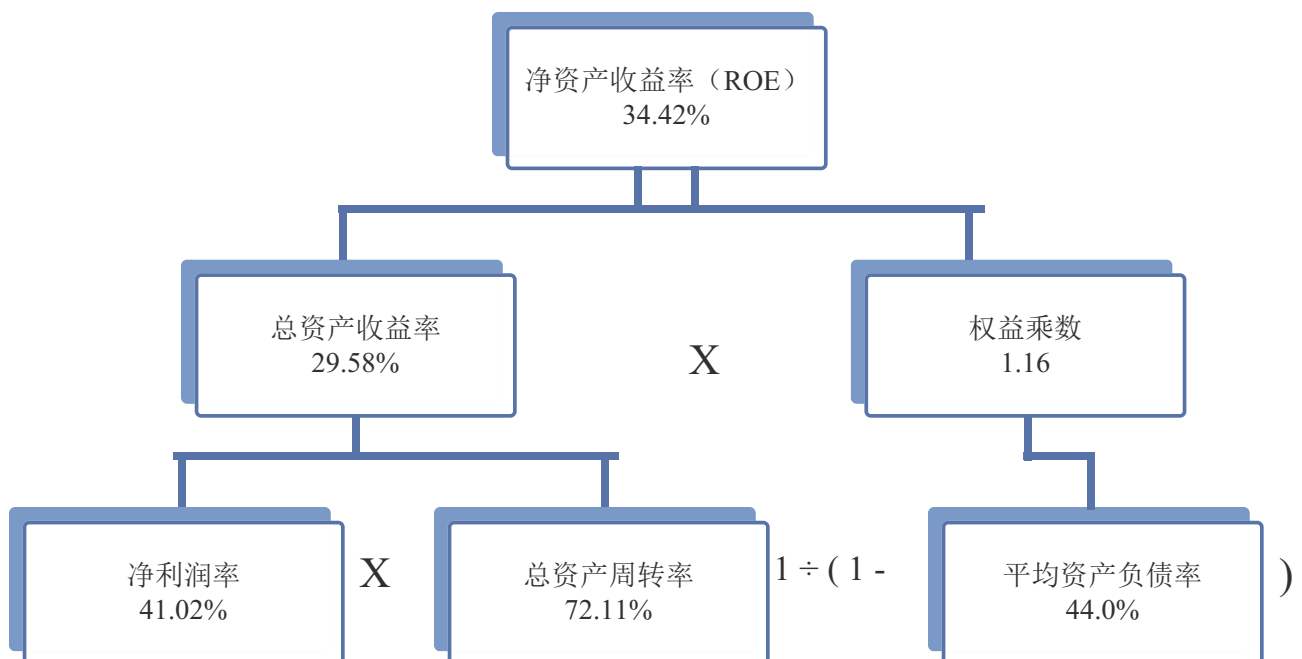 净资产收益率（ROE）
34.42%
总资产收益率
29.58%
X
权益乘数
1.16
净利润率
41.02%
X
总资产周转率
72.11%
1 ÷ ( 1 -
平均资产负债率
44.0%
)